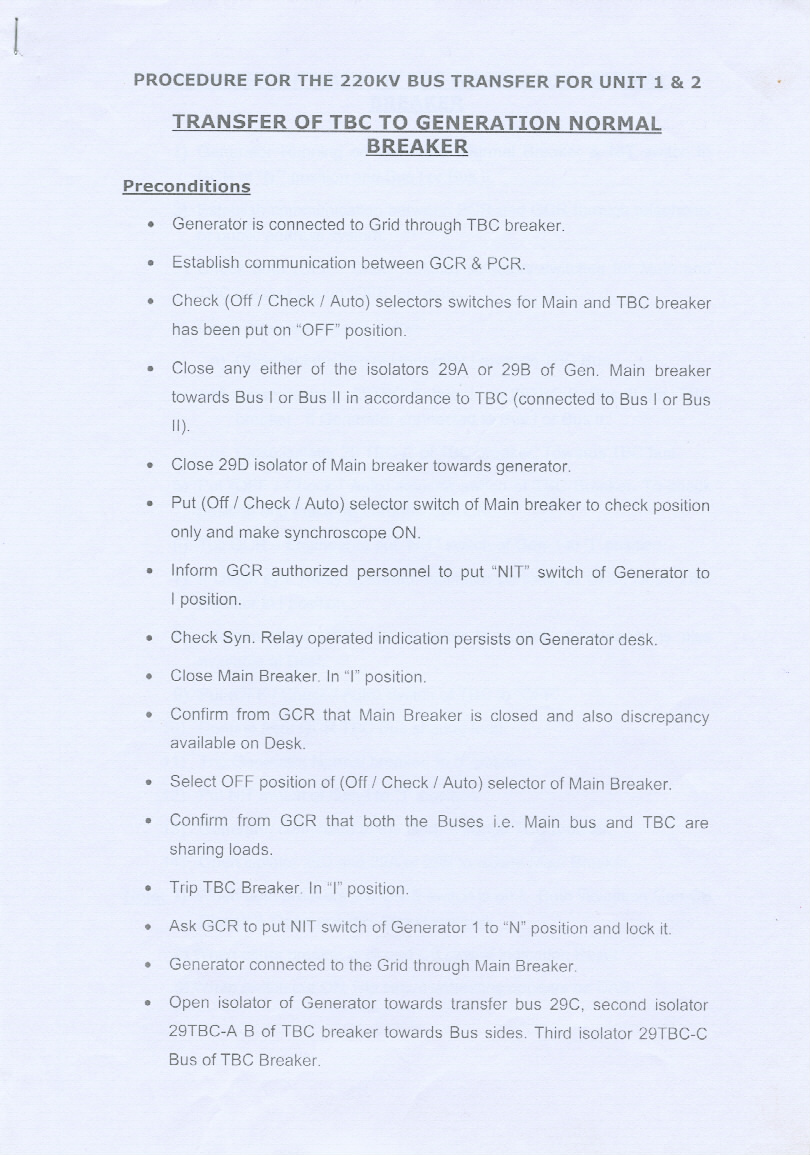 PROCEDURE FOR THE 220KV BUS TRANSFER FOR UNIT 1 & 2
TRANSFER OF TBC TO GENERATION NORMAL
BREAKER
Preconditions
• Generator is connected to Grid through TBC breaker.
• Establish communication between GCR & PCR.
• Check (Off / Check / Auto) selectors switches for Main and TBC breaker
has been put on “OFF” position.
• Close any either of the isolators 29A or 29B of Gen. Main breaker
towards Bus I or Bus II in accordance to TBC (connected to Bus I or Bus
II).
• Close 29D isolator of Main breaker towards generator.
• Put (Off / Check / Auto) selector switch of Main breaker to check position
only and make synchroscope ON.
• Inform GCR authorized personnel to put “NIT” switch of Generator to
I position.
• Check Syn. Relay operated indication persists on Generator desk.
• Close Main Breaker. In “I” position.
• Confirm from GCR that Main Breaker is closed and also discrepancy
available on Desk.
• Select OFF position of (Off / Check / Auto) selector of Main Breaker.
• Confirm from GCR that both the Buses i.e. Main bus and TBC are
sharing loads.
• Trip TBC Breaker. In “I” position.
• Ask GCR to put NIT switch of Generator 1 to “N” position and lock it.
• Generator connected to the Grid through Main Breaker.
• Open isolator of Generator towards transfer bus 29C, second isolator
29TBC-A B of TBC breaker towards Bus sides. Third isolator 29TBC-C
Bus of TBC Breaker.